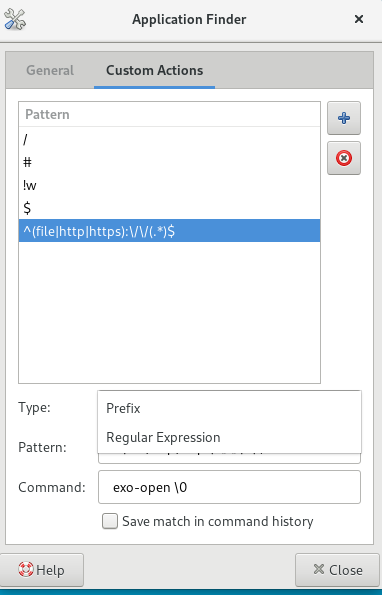 Application Finder
General
Custom Actions
Pattern
/
#
!w
$
^(file|http|https):\/\/(.*)$
Type:
Prefix
Regular Expression
Pattern:
Command:
exo-open \0
Save match in command history
Help
Close